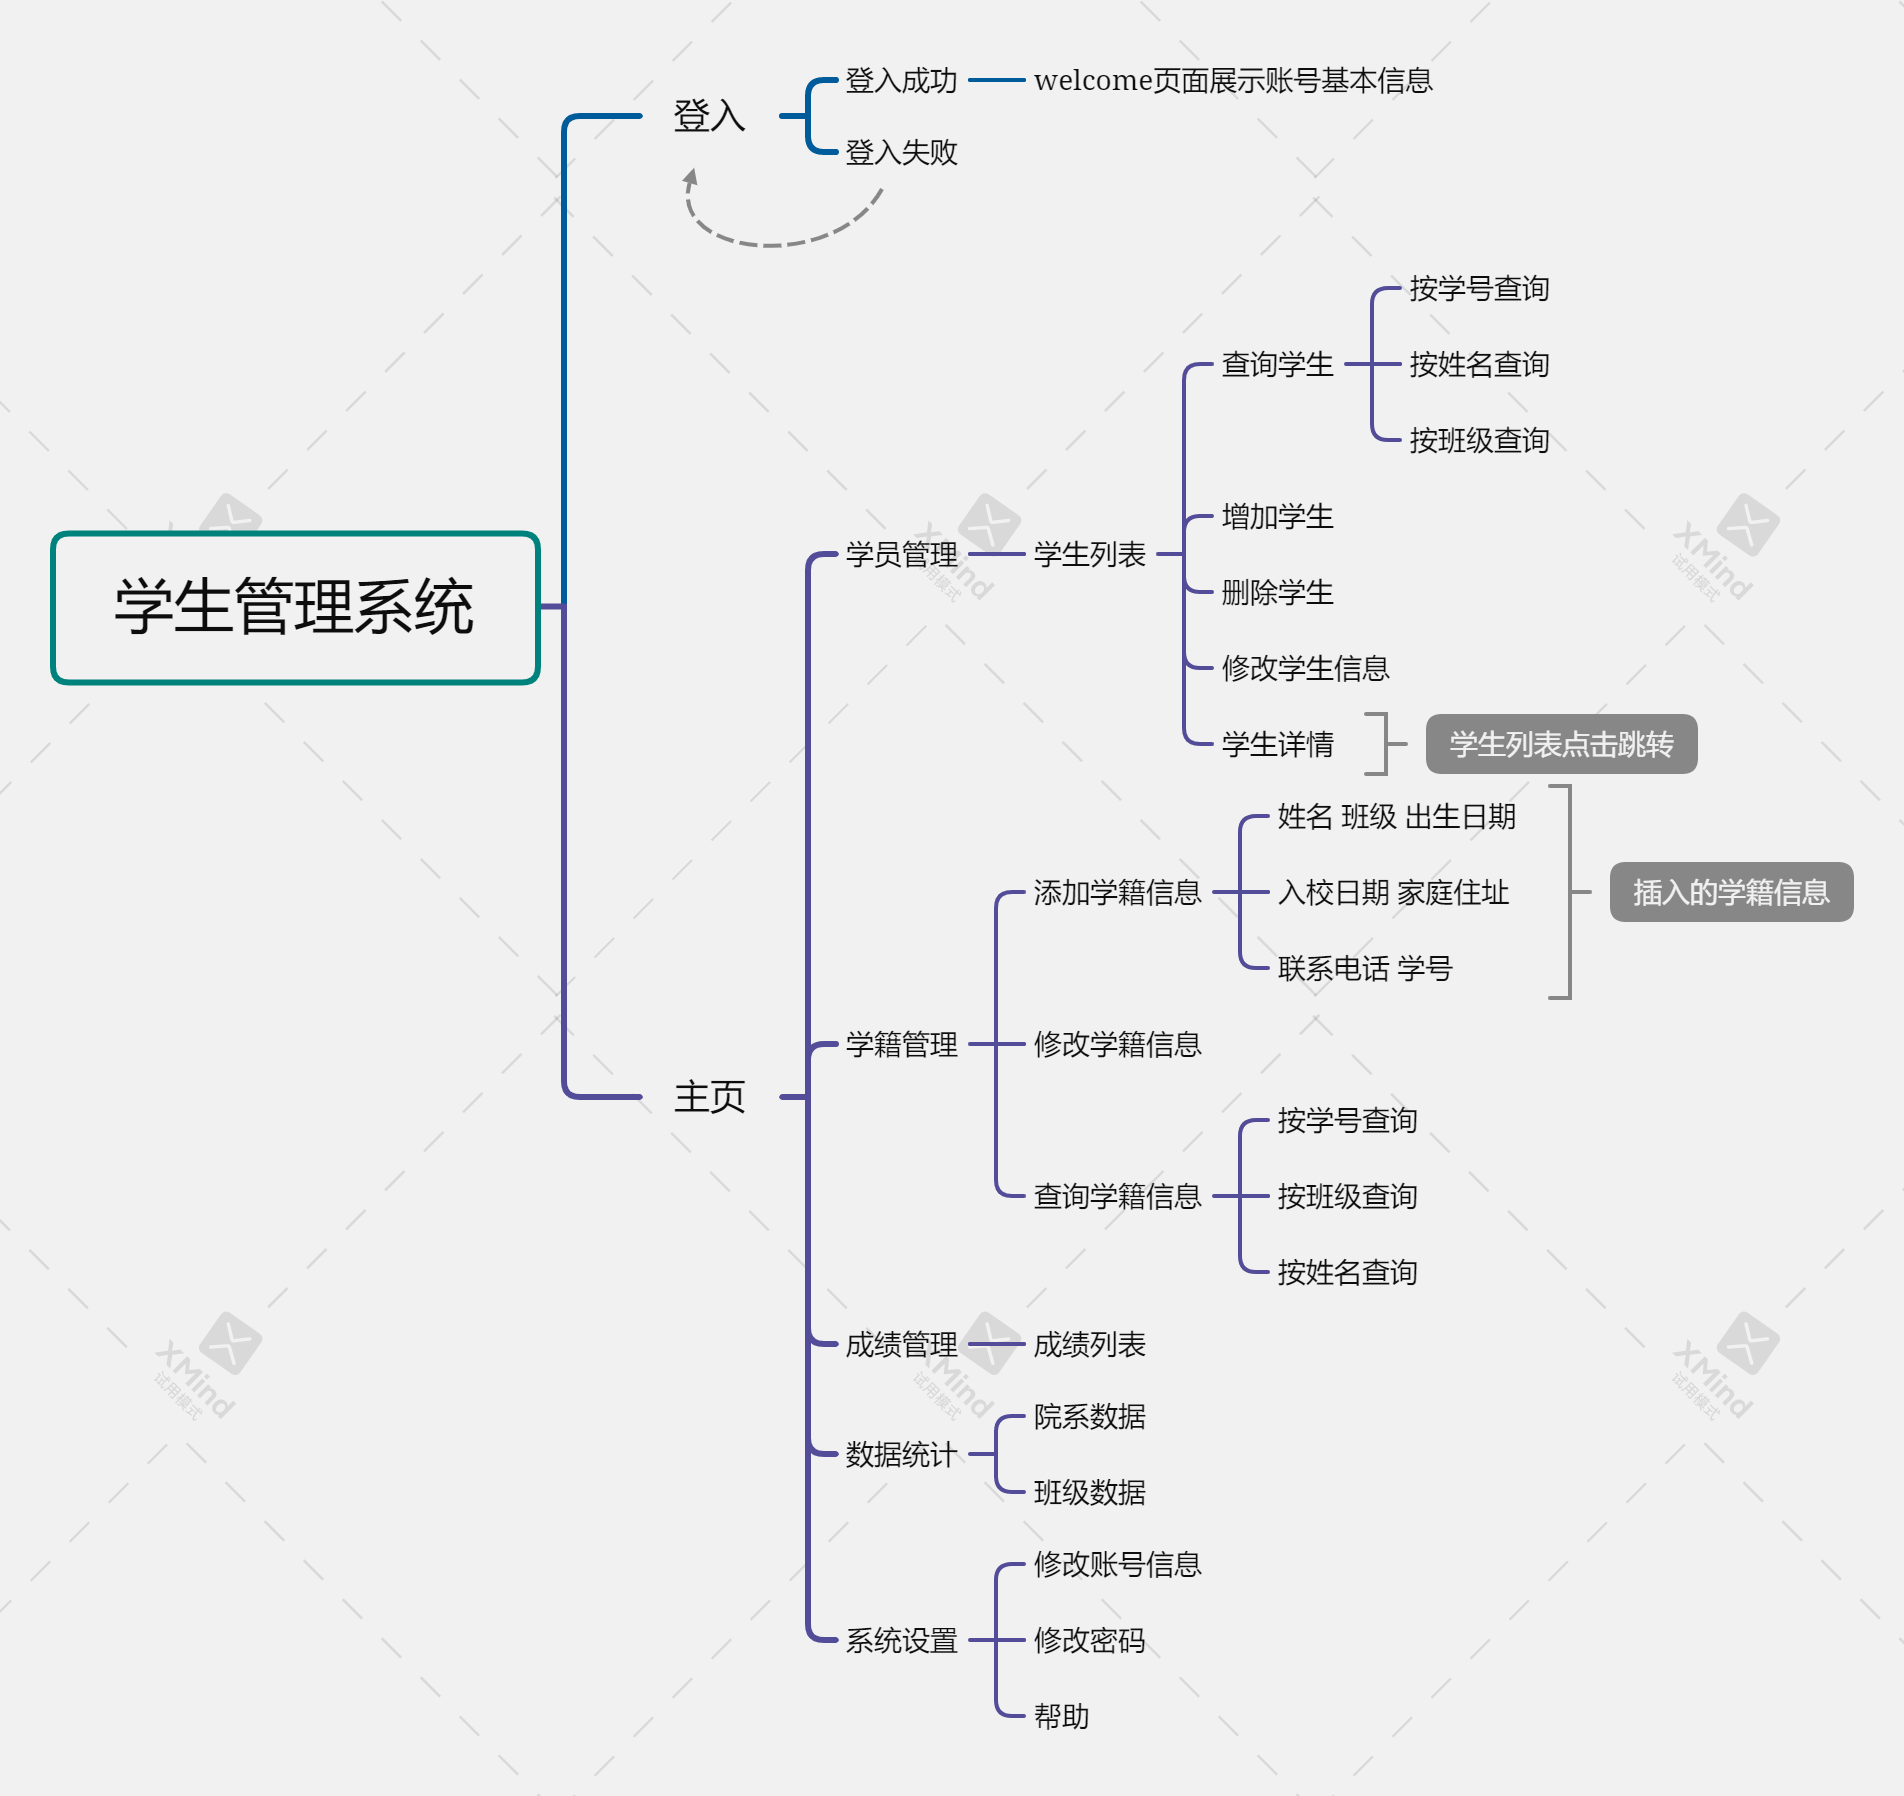 登入成功
welcome页面展示账号基本信息
登入
登入失败
按学号查询
查询学生
按姓名查询
按班级查询
增加学生
学员管理
学生列表
删除学生
学生管理系统
修改学生信息
学生详情
学生列表点击跳转
姓名 班级 出生日期
添加学籍信息
入校日期 家庭住址
插入的学籍信息
联系电话 学号
学籍管理
修改学籍信息
主页
按学号查询
查询学籍信息
按班级查询
按姓名查询
成绩管理
成绩列表
院系数据
数据统计
班级数据
修改账号信息
系统设置
修改密码
帮助
XMind
试用模式
XMind
试用模式
XMind
试用模式
XMind
试用模式
XMind
试用模式